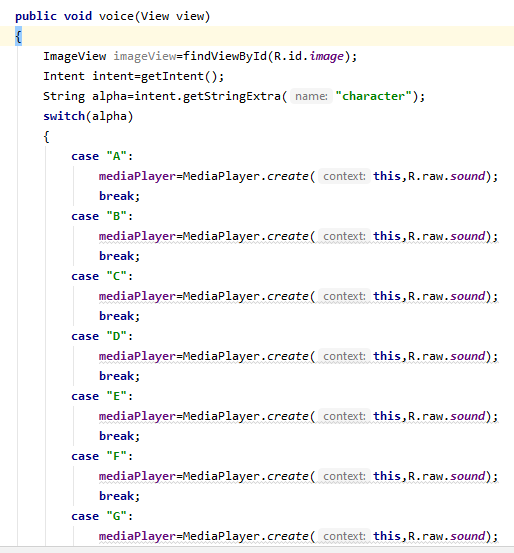 public void voice(View view)
{
ImageView imageView=findViewById(R.id.image);
Intent intent=getIntent();
String alpha=intent.getStringExtra( name: "character");
switch(alpha)
{
case "A":
mediaPlayer=MediaPlayer.create( context: this,R.raw.sound);
break;
case "B":
mediaPlayer=MediaPlayer.create( context: this,R.raw.sound);
break;
case "C":
mediaPlayer=MediaPlayer.create( context: this,R.raw.sound);
break;
case "D":
mediaPlayer=MediaPlayer.create( context: this,R.raw.sound);
break;
case "E":
mediaPlayer=MediaPlayer.create( context: this,R.raw.sound);
break;
case "F":
mediaPlayer=MediaPlayer.create( context: this,R.raw.sound);
break;
case "G":
mediaPlayer=MediaPlayer.create( context: this,R.raw.sound);